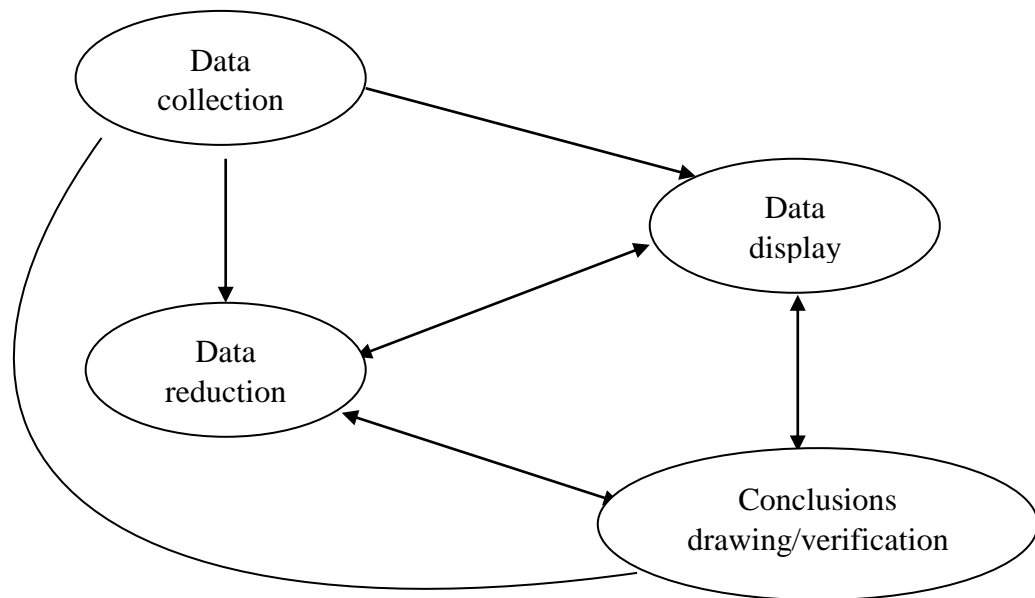 Data
collection
Data
display
Data
reduction
Conclusions
drawing/verification